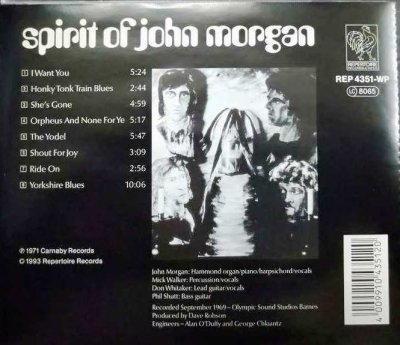 spirit of john morgan
REPERTOIRE
RECORDS
REP 4351-WP
LC 8065
1 I Want You 5:24
2 Honky Tonk Train Blues 2:44
3 She's Gone 4:59
4 Orpheus and None For Ye 5:17
5 The Yodel 5:47
6 Shout For Joy 3:09
7 Ride On 2:56
8 Yorkshire Blues 10:06
℗ 1971 Carnaby Records
© 1993 Repertoire Records
John Morgan: Hammond organ/piano/harpsichord/vocals
Mick Walker: Percussion/vocals
Don Whitaker: Lead guitar/vocals
Phil Shutt: Bass guitar
Recorded September 1969 – Olympic Sound Studios Barnes
Produced by Dave Robson
Engineers – Alan O'Duffy and George Chkiantz
4 009910 435120